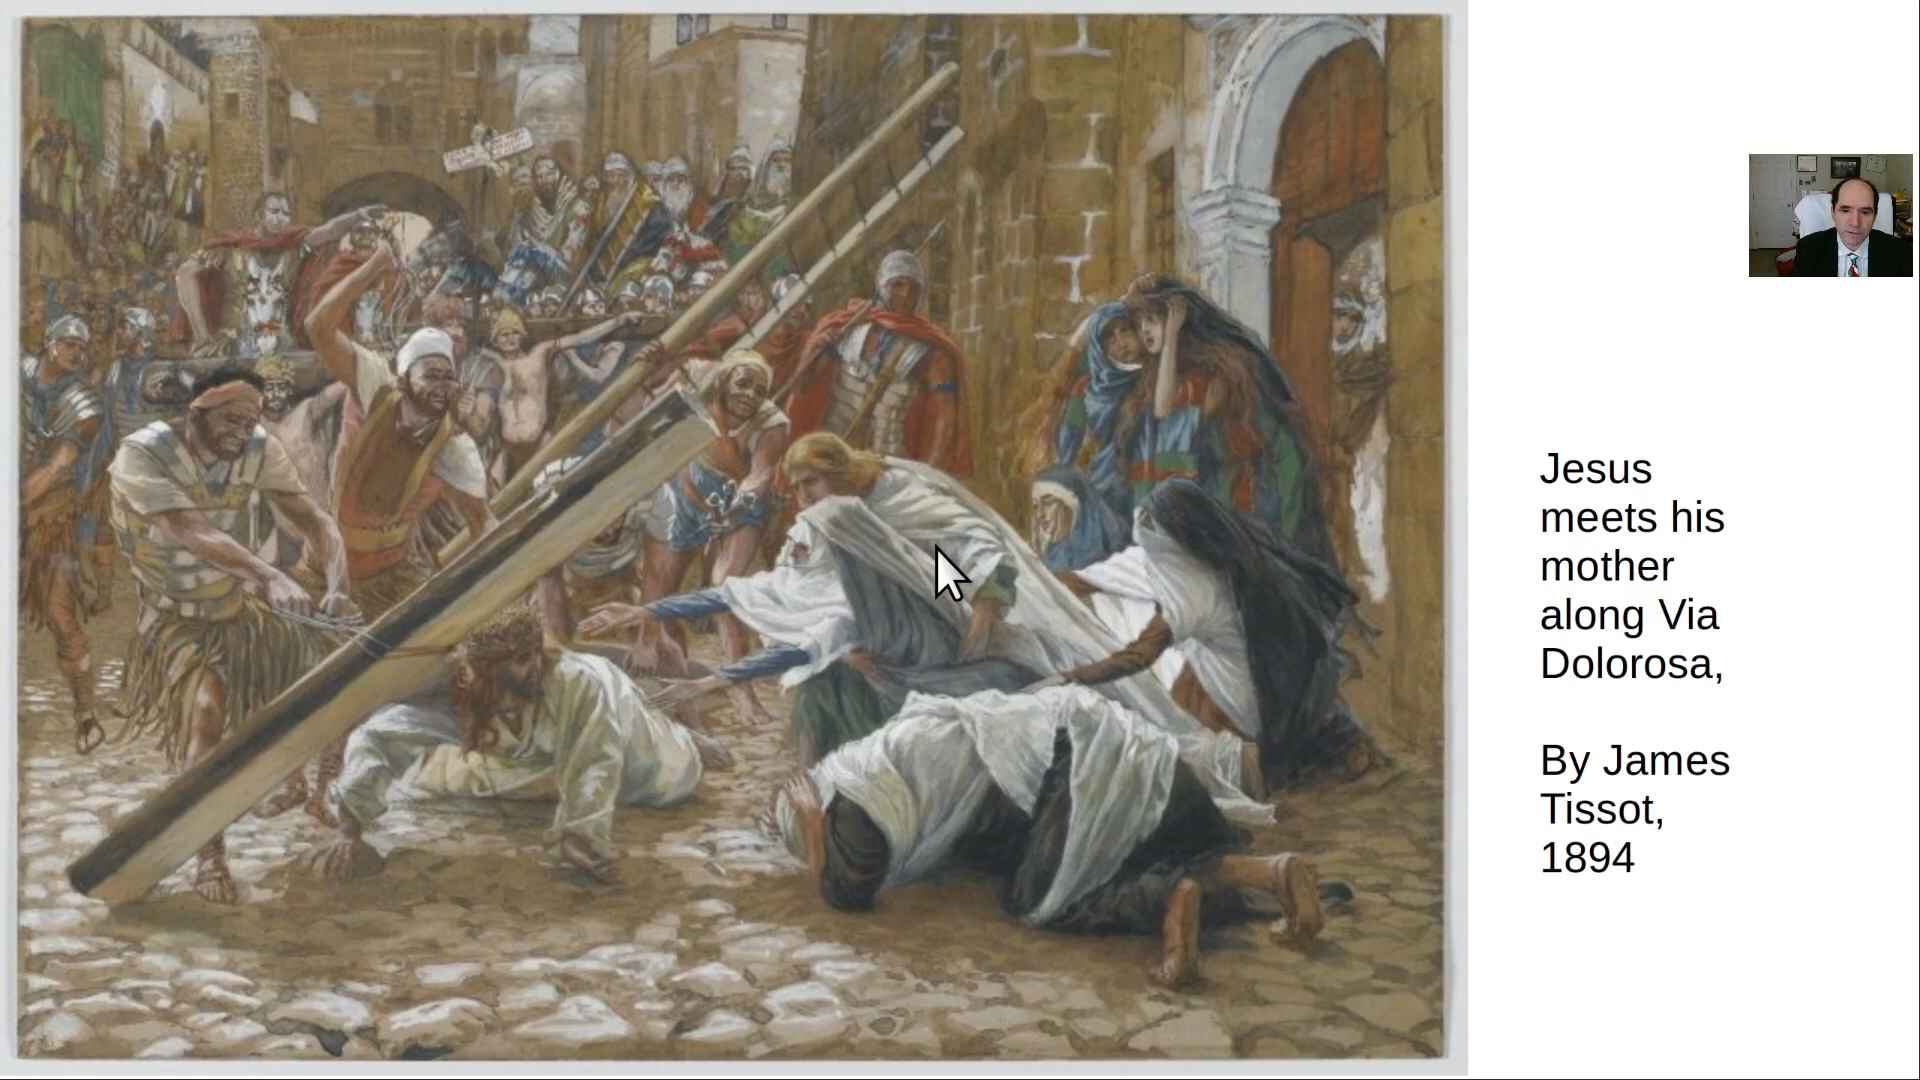 Jesus
meets his
mother
along Via
Dolorosa,
By James
Tissot,
1894